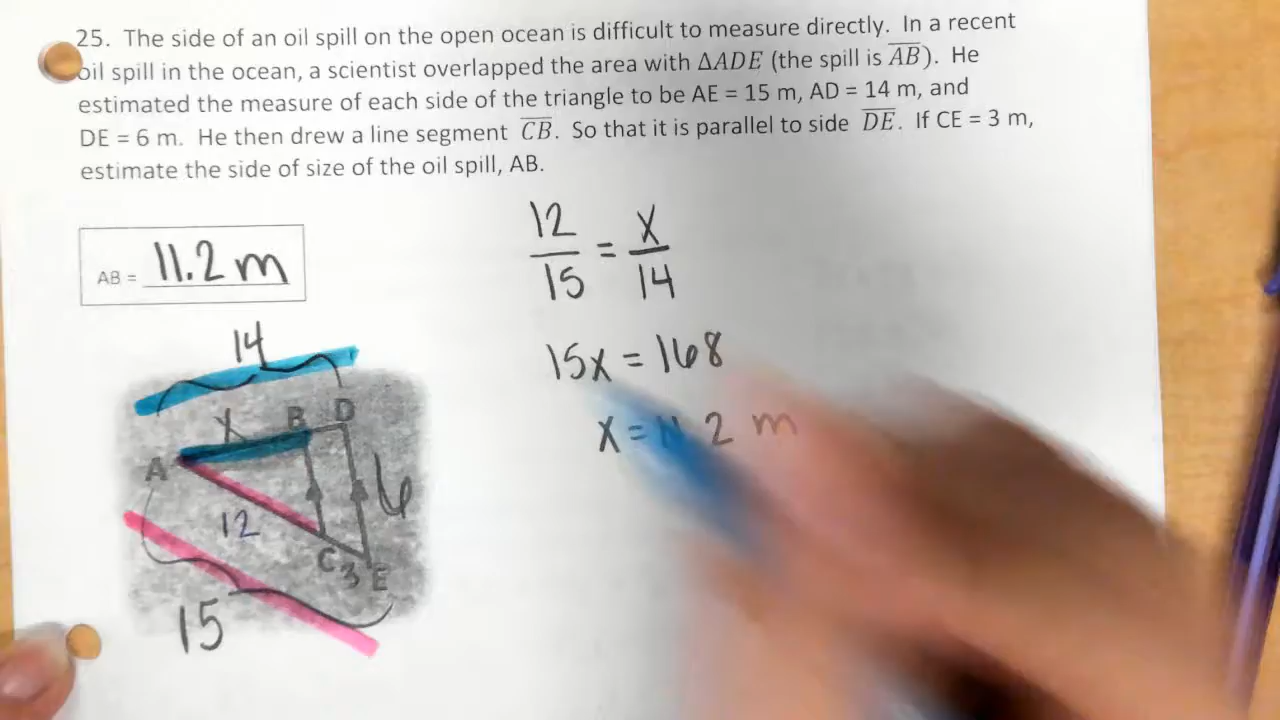 25. The side of an oil spill on the open ocean is difficult to measure directly. In a recent
oil spill in the ocean, a scientist overlapped the area with ΔADE (the spill is A̅B̅). He
estimated the measure of each side of the triangle to be AE = 15 m, AD = 14 m, and
DE = 6 m. He then drew a line segment C̅B̅. So that it is parallel to side D̅E̅. If CE = 3 m,
estimate the side of size of the oil spill, AB.
12/15 = x/14
AB = 11.2 m
15x = 168
x = 11.2 m
14
x
B
D
A
6
12
C
3
E
15